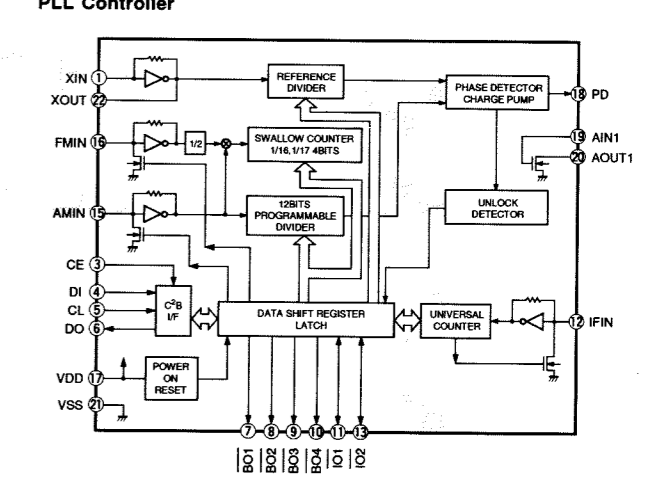 PLL Controller
XIN 1
XOUT 22
REFERENCE
DIVIDER
PHASE DETECTOR
CHARGE PUMP
18 PD
FMIN 16
1/2
SWALLOW COUNTER
1/16, 1/17 4BITS
19 AIN1
20 AOUT1
AMIN 15
12BITS
PROGRAMMABLE
DIVIDER
UNLOCK
DETECTOR
CE 3
DI 4
CL 5
DO 6
C²B
I/F
DATA SHIFT REGISTER
LATCH
UNIVERSAL
COUNTER
12 IFIN
VDD 17
POWER
ON
RESET
VSS 21
7 8 9 10 11 13
BO1
BO2
BO3
BO4
IO1
IO2